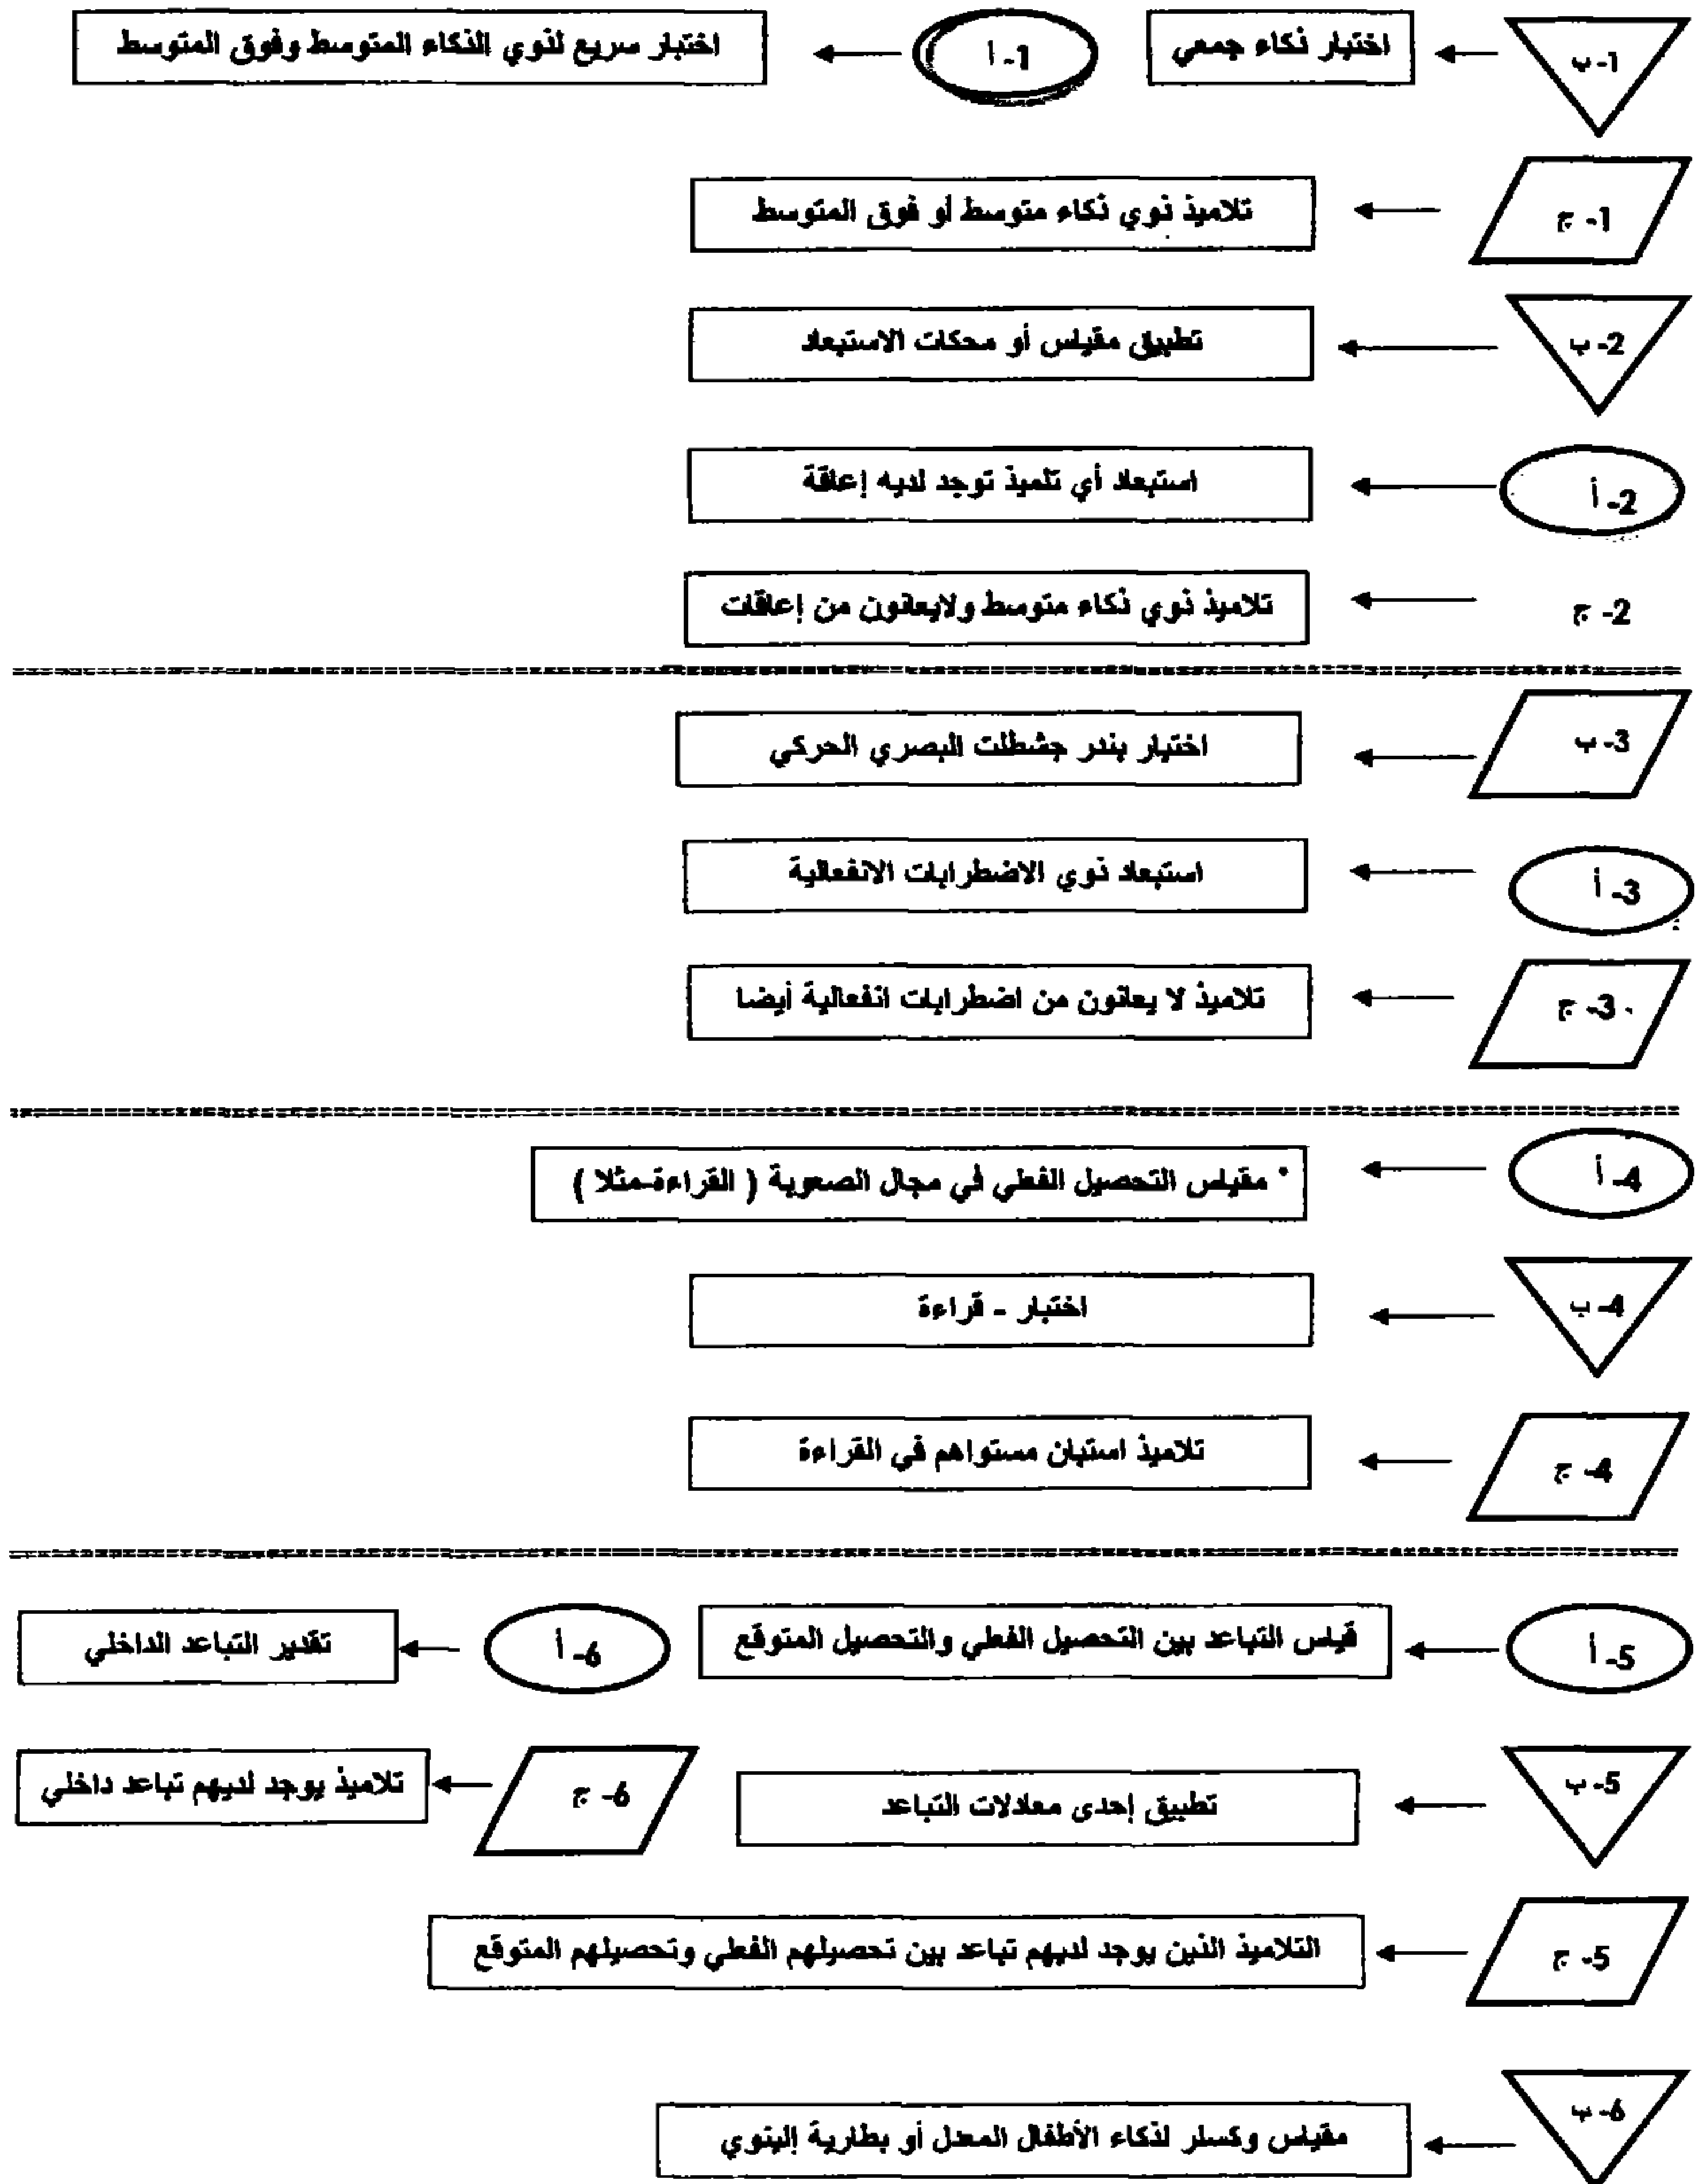 1- ب
اختبار ذكاء جمعي
1- أ
اختبار سريع لذوي الذكاء المتوسط وفوق المتوسط
1- ج
تلاميذ ذوي ذكاء متوسط أو فوق المتوسط
2- ب
تطبيق مقياس أو محكات الاستبعاد
2- أ
استبعاد أي تلميذ توجد لديه إعاقة
2- ج
تلاميذ ذوي ذكاء متوسط ولايعانون من إعاقات
3- ب
اختبار بندر جشطلت البصري الحركي
3- أ
استبعاد ذوي الاضطرابات الانفعالية
3- ج
تلاميذ لا يعانون من اضطرابات انفعالية أيضا
4- أ
* مقياس التحصيل الفعلي في مجال الصعوبة ( القراءة-مثلا )
4- ب
اختبار - قراءة
4- ج
تلاميذ استبان مستواهم في القراءة
5- أ
قياس التباعد بين التحصيل الفعلي والتحصيل المتوقع
6- أ
تقدير التباعد الداخلي
5- ب
تطبيق إحدى معادلات التباعد
6- ج
تلاميذ يوجد لديهم تباعد داخلي
5- ج
التلاميذ الذين يوجد لديهم تباعد بين تحصيلهم الفعلي وتحصيلهم المتوقع
6- ب
مقياس وكسلر لذكاء الأطفال المعدل أو بطارية إلينوي